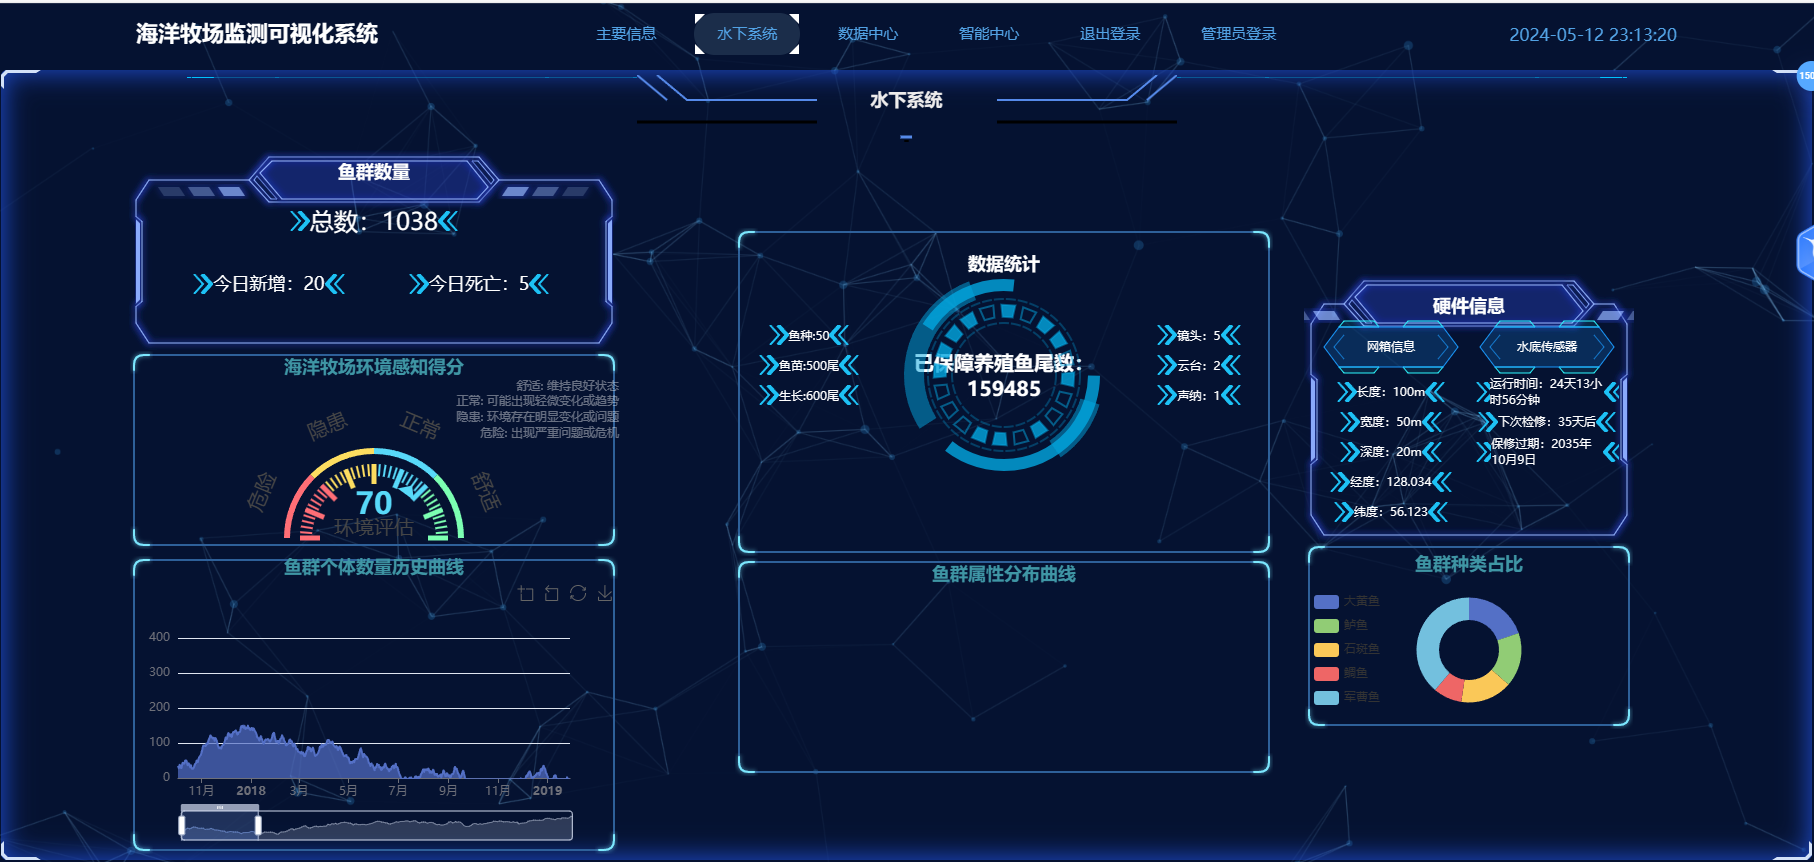 海洋牧场监测可视化系统
主要信息
水下系统
数据中心
智能中心
退出登录
管理员登录
2024-05-12 23:13:20
150
水下系统
鱼群数量
总数：1038
今日新增：20
今日死亡：5
海洋牧场环境感知得分
舒适: 维持良好状态
正常: 可能出现轻微变化或趋势
隐患: 环境存在明显变化或问题
危险: 出现严重问题或危机
危险
隐患
正常
舒适
70
环境评估
鱼群个体数量历史曲线
400
300
200
100
0
11月
2018
3月
5月
7月
9月
11月
2019
数据统计
鱼种:50
鱼苗:500尾
生长:600尾
已保障养殖鱼尾数：
159485
镜头：5
云台：2
声纳：1
鱼群属性分布曲线
硬件信息
网箱信息
水底传感器
长度：100m
宽度：50m
深度：20m
经度：128.034
纬度：56.123
运行时间：24天13小
时56分钟
下次检修：35天后
保修过期：2035年
10月9日
鱼群种类占比
大黄鱼
鲈鱼
石斑鱼
鲷鱼
军曹鱼